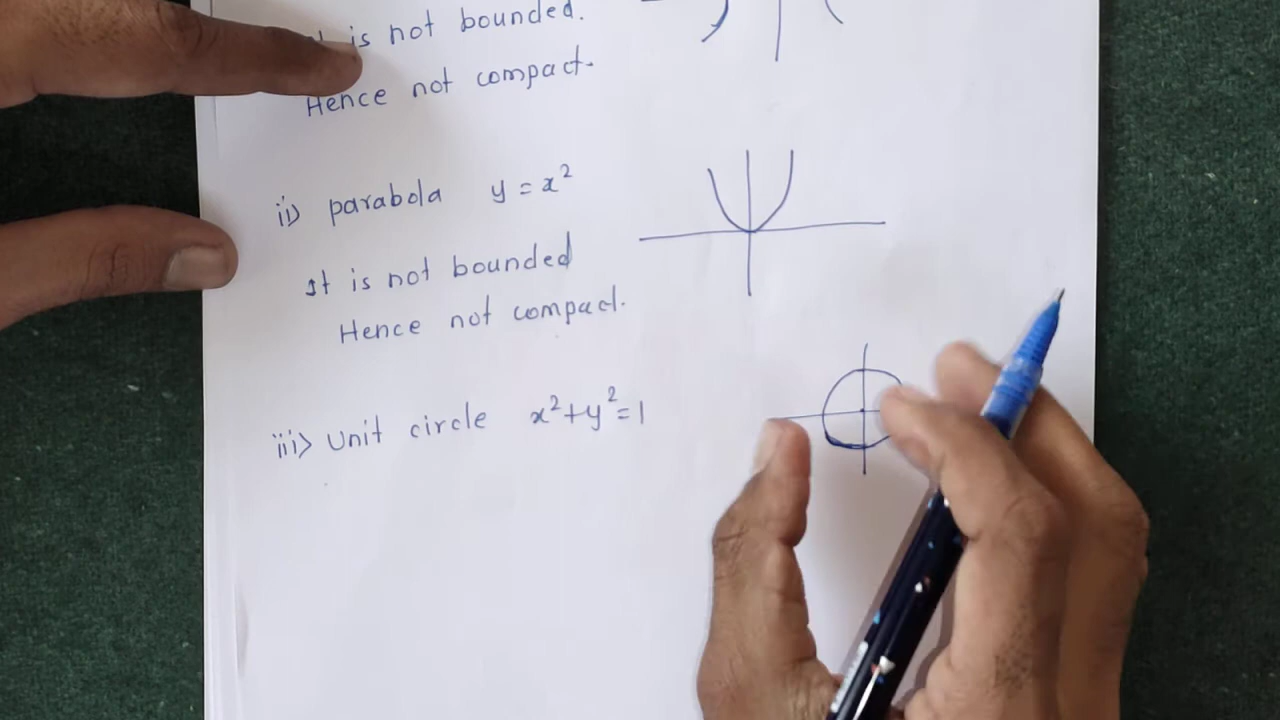 is not bounded.
Hence not compact.
ii) parabola y = x²
It is not bounded
Hence not compact.
iii) Unit circle x²+y²=1